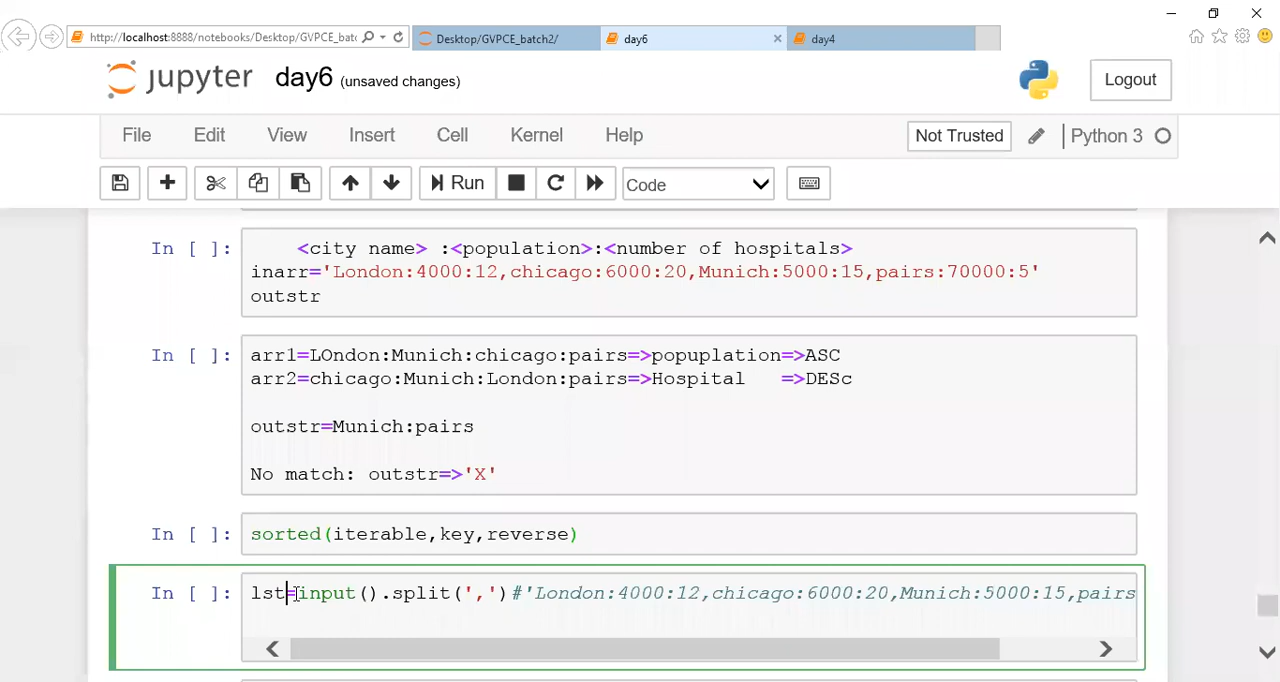 http://localhost:8888/notebooks/Desktop/GVPCE_batc
Desktop/GVPCE_batch2/
day6
day4
jupyter day6 (unsaved changes)
Logout
File Edit View Insert Cell Kernel Help
Not Trusted
Python 3
Run
Code
In [ ]: <city name> :<population>:<number of hospitals>
inarr='London:4000:12,chicago:6000:20,Munich:5000:15,pairs:70000:5'
outstr
In [ ]: arr1=LOndon:Munich:chicago:pairs=>popuplation=>ASC
arr2=chicago:Munich:London:pairs=>Hospital =>DESc
outstr=Munich:pairs
No match: outstr=>'X'
In [ ]: sorted(iterable,key,reverse)
In [ ]: lst=input().split(',')#'London:4000:12,chicago:6000:20,Munich:5000:15,pairs